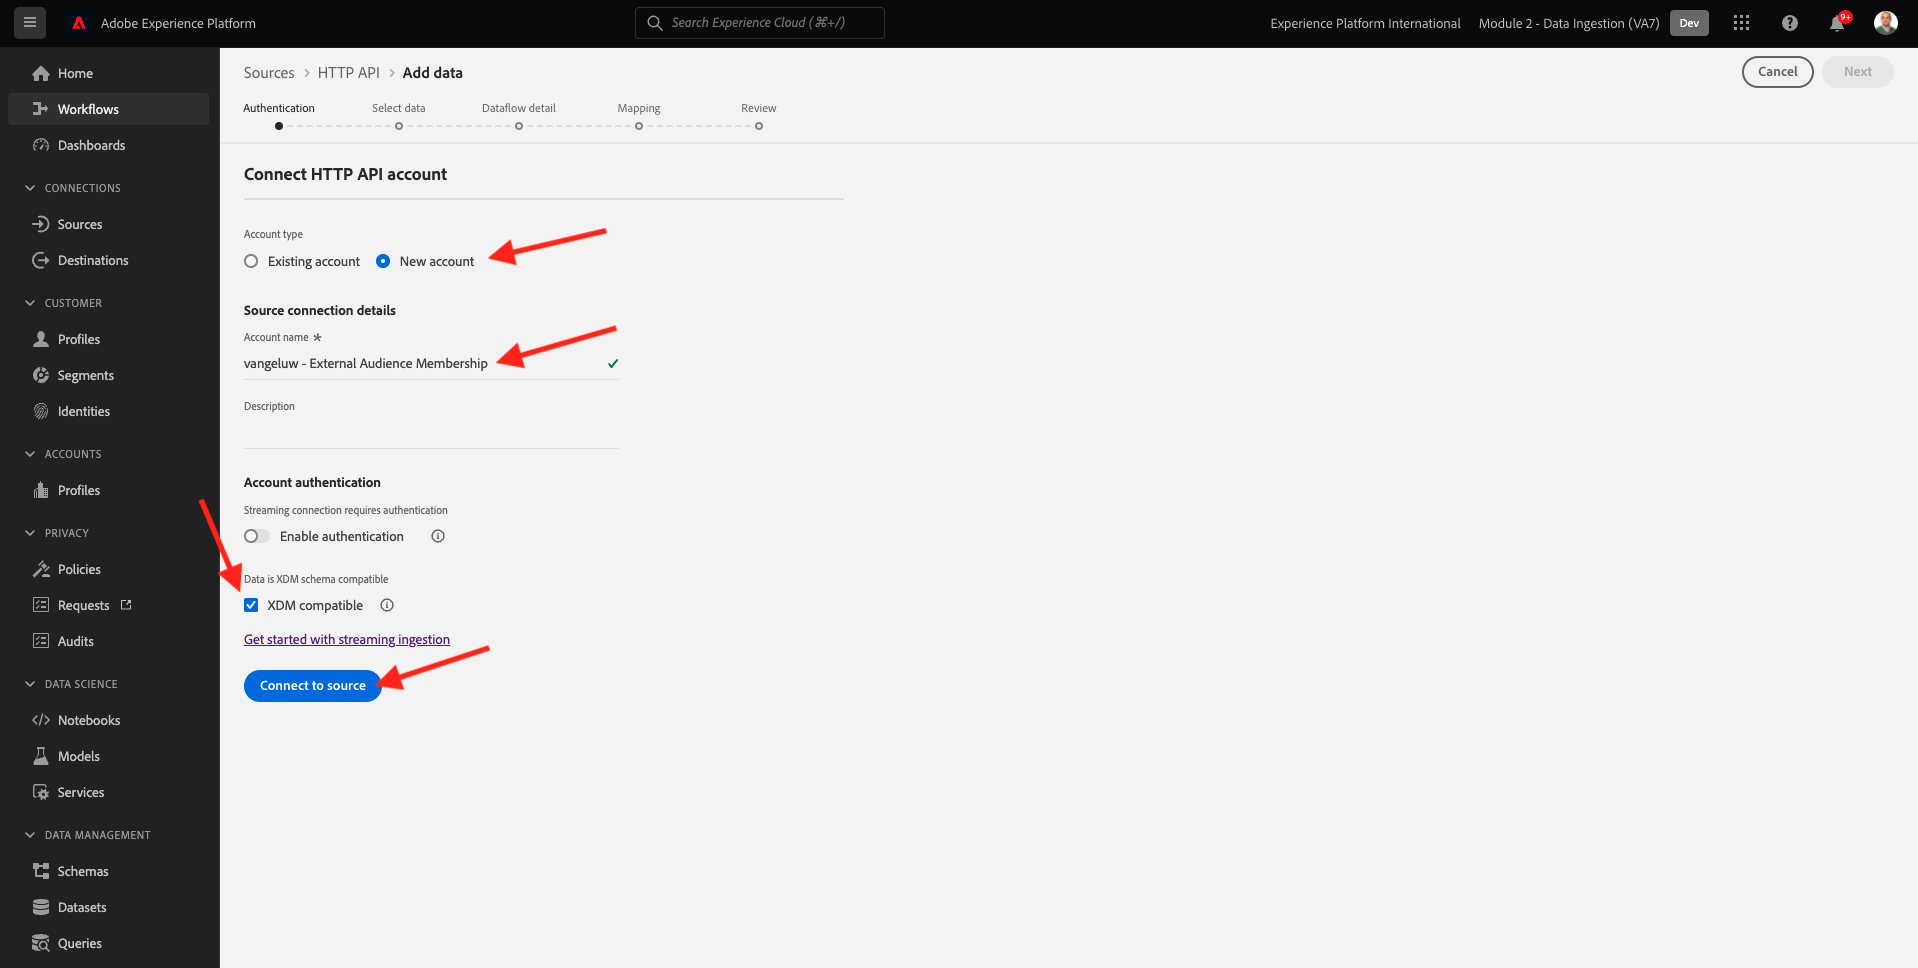 Adobe Experience Platform
Search Experience Cloud (⌘+/)
Experience Platform International
Module 2 - Data Ingestion (VA7)
Dev
9+
Home
Workflows
Dashboards
CONNECTIONS
Sources
Destinations
CUSTOMER
Profiles
Segments
Identities
ACCOUNTS
Profiles
PRIVACY
Policies
Requests
Audits
DATA SCIENCE
Notebooks
Models
Services
DATA MANAGEMENT
Schemas
Datasets
Queries
Sources > HTTP API > Add data
Cancel
Next
Authentication
Select data
Dataflow detail
Mapping
Review
Connect HTTP API account
Account type
Existing account
New account
Source connection details
Account name *
vangeluw - External Audience Membership
Description
Account authentication
Streaming connection requires authentication
Enable authentication
Data is XDM schema compatible
XDM compatible
Get started with streaming ingestion
Connect to source